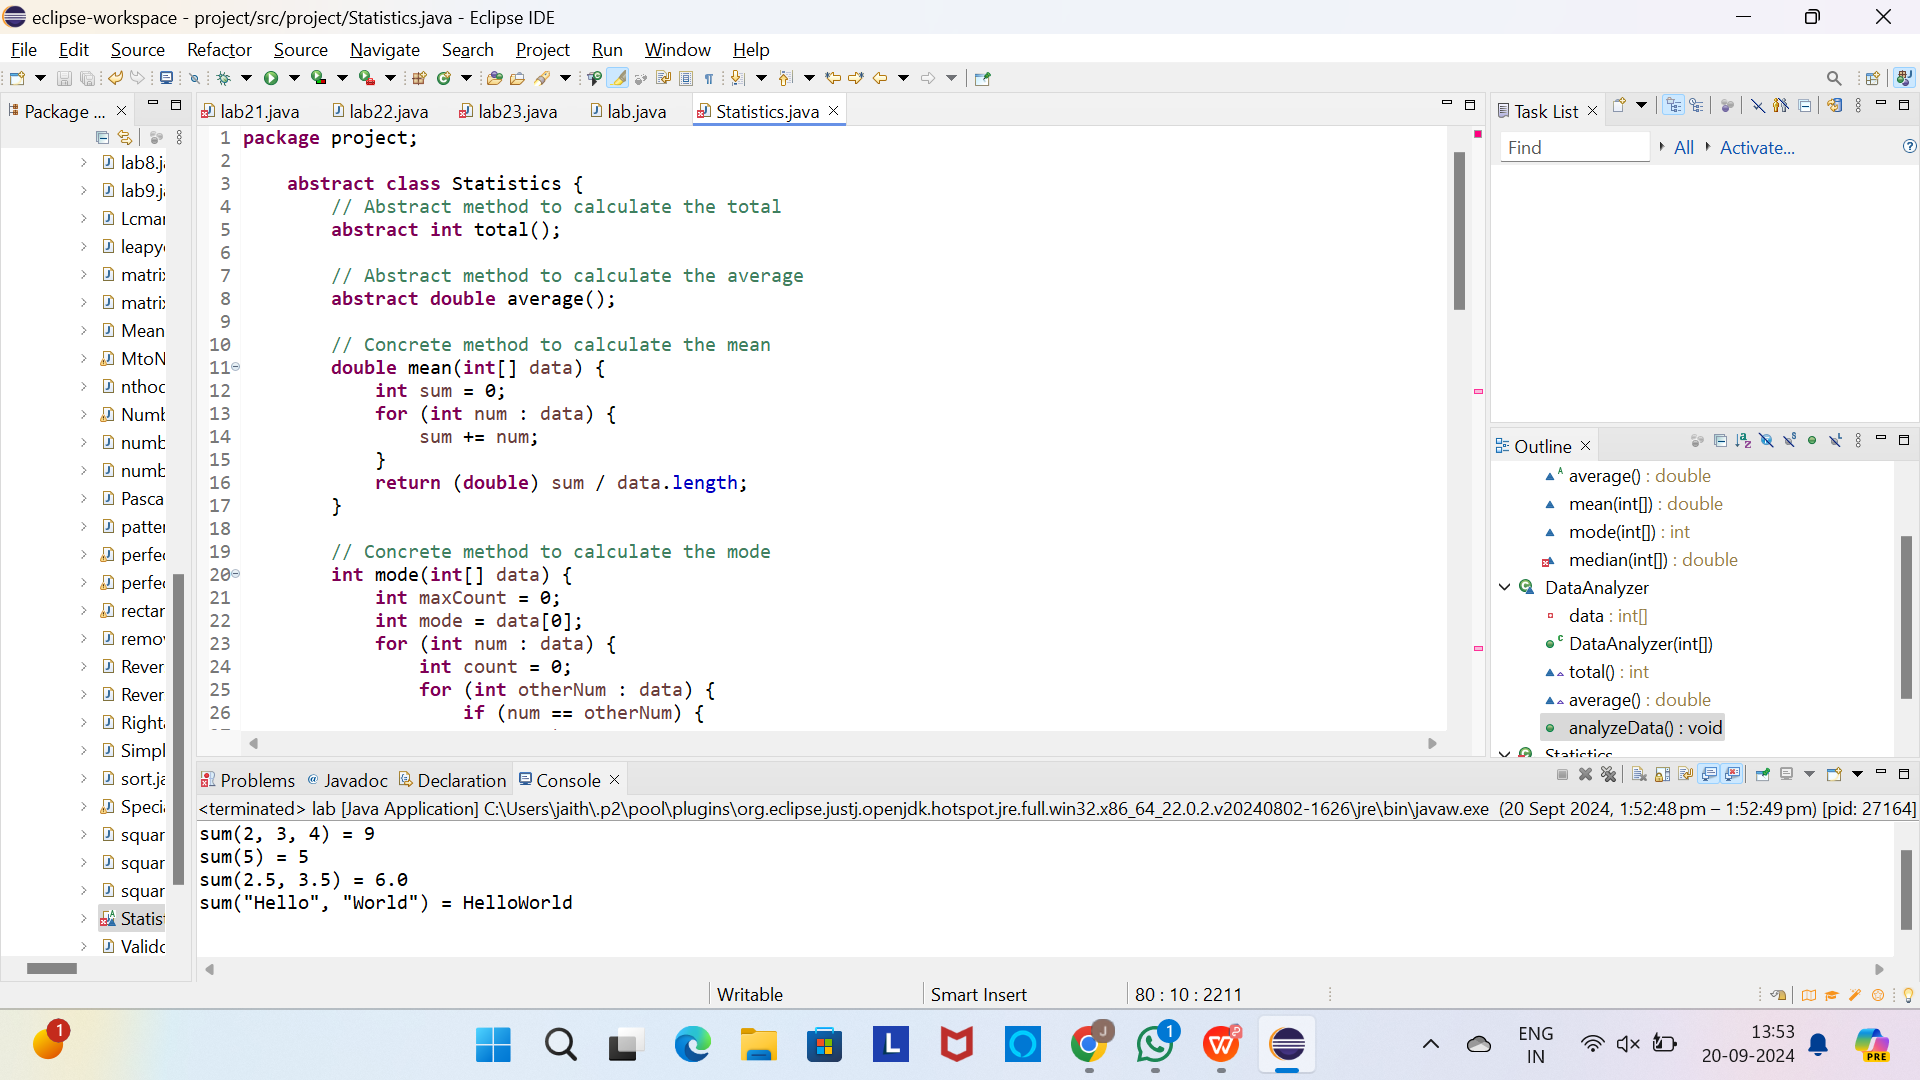 eclipse-workspace - project/src/project/Statistics.java - Eclipse IDE
File Edit Source Refactor Source Navigate Search Project Run Window Help
Package ...
lab21.java lab22.java lab23.java lab.java Statistics.java
Task List
Find All Activate...
lab8.j
lab9.j
Lcma
leapy
matri
matri
Mean
MtoN
nthoc
Numb
numb
numb
Pasca
patte
perfe
perfe
recta
remo
Rever
Rever
Right
Simpl
sort.ja
Speci
squar
squar
squar
Statis
Valid
1 package project;
2
3 abstract class Statistics {
4 // Abstract method to calculate the total
5 abstract int total();
6
7 // Abstract method to calculate the average
8 abstract double average();
9
10 // Concrete method to calculate the mean
11 double mean(int[] data) {
12 int sum = 0;
13 for (int num : data) {
14 sum += num;
15 }
16 return (double) sum / data.length;
17 }
18
19 // Concrete method to calculate the mode
20 int mode(int[] data) {
21 int maxCount = 0;
22 int mode = data[0];
23 for (int num : data) {
24 int count = 0;
25 for (int otherNum : data) {
26 if (num == otherNum) {
Outline
average() : double
mean(int[]) : double
mode(int[]) : int
median(int[]) : double
DataAnalyzer
data : int[]
DataAnalyzer(int[])
total() : int
average() : double
analyzeData() : void
Statistics
Problems @ Javadoc Declaration Console
<terminated> lab [Java Application] C:\Users\jaith\.p2\pool\plugins\org.eclipse.justj.openjdk.hotspot.jre.full.win32.x86_64_22.0.2.v20240802-1626\jre\bin\javaw.exe (20 Sept 2024, 1:52:48 pm – 1:52:49 pm) [pid: 27164]
sum(2, 3, 4) = 9
sum(5) = 5
sum(2.5, 3.5) = 6.0
sum("Hello", "World") = HelloWorld
Writable Smart Insert 80 : 10 : 2211
1
L
J
1
W
ENG
IN
13:53
20-09-2024
PRE